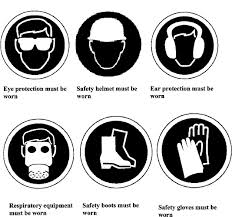 Eye protection must be
worn
Safety helmet must be
worn
Ear protection must be
worn
Respiratory equipment
must be worn
Safety boots must be
worn
Safety gloves must be
worn